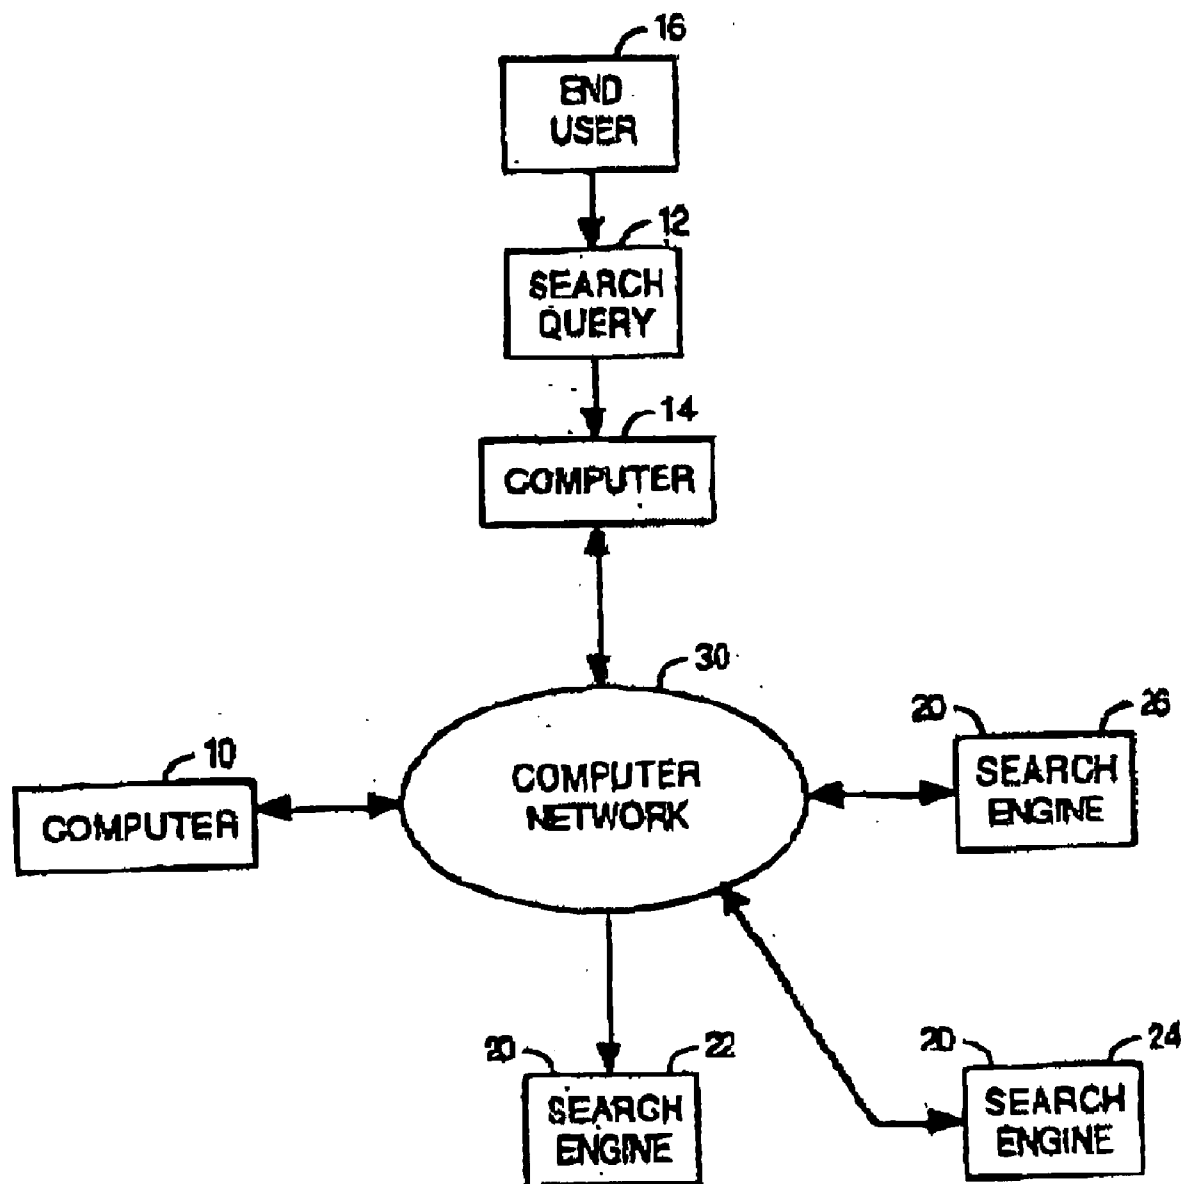 16
END
USER
12
SEARCH
QUERY
14
COMPUTER
30
COMPUTER
NETWORK
10
COMPUTER
20 26
SEARCH
ENGINE
20 22
SEARCH
ENGINE
20 24
SEARCH
ENGINE